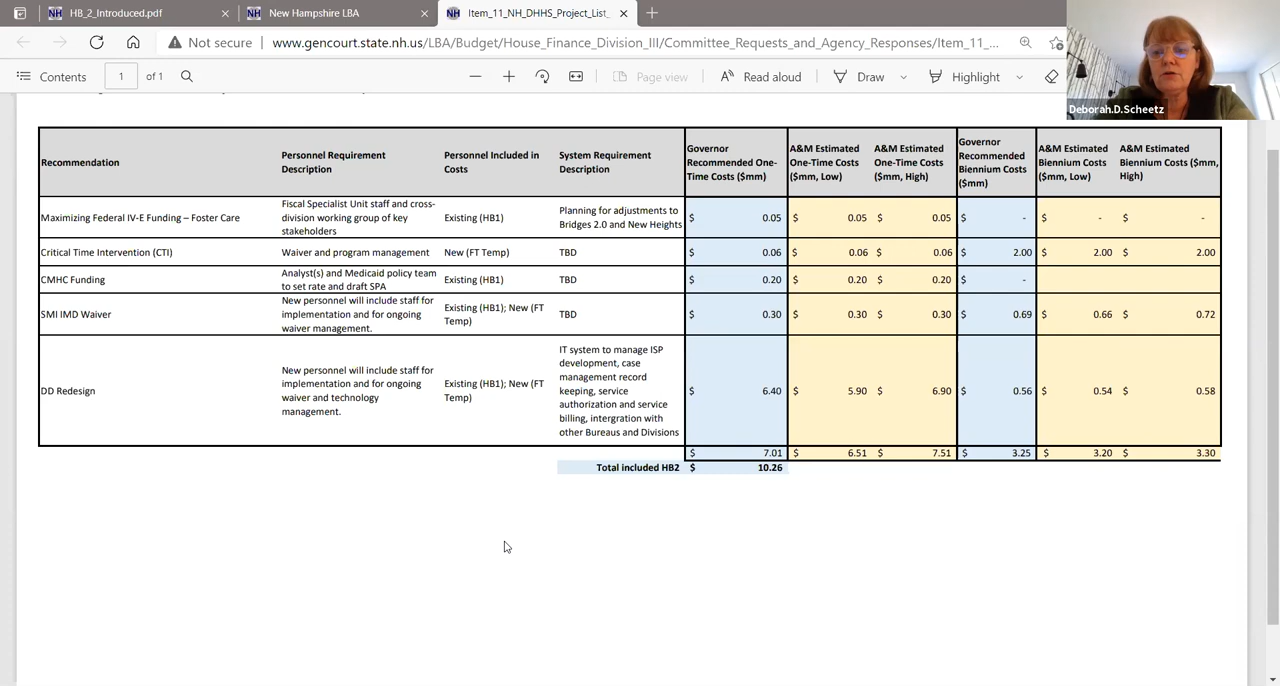 HB_2_Introduced.pdf
New Hampshire LBA
Item_11_NH_DHHS_Project_List_
Not secure
www.gencourt.state.nh.us/LBA/Budget/House_Finance_Division_III/Committee_Requests_and_Agency_Responses/Item_11_...
Contents
1
of 1
Page view
Read aloud
Draw
Highlight
Deborah.D.Scheetz
Recommendation
Personnel Requirement
Description
Personnel Included in
Costs
System Requirement
Description
Governor
Recommended One-
Time Costs ($mm)
A&M Estimated
One-Time Costs
($mm, Low)
A&M Estimated
One-Time Costs
($mm, High)
Governor
Recommended
Biennium Costs
($mm)
A&M Estimated
Biennium Costs
($mm, Low)
A&M Estimated
Biennium Costs ($mm,
High)
Maximizing Federal IV-E Funding – Foster Care
Fiscal Specialist Unit staff and cross-
division working group of key
stakeholders
Existing (HB1)
Planning for adjustments to
Bridges 2.0 and New Heights
$ 0.05 $ 0.05 $ 0.05 $ - $ - $ -
Critical Time Intervention (CTI)
Waiver and program management
New (FT Temp)
TBD
$ 0.06 $ 0.06 $ 0.06 $ 2.00 $ 2.00 $ 2.00
CMHC Funding
Analyst(s) and Medicaid policy team
to set rate and draft SPA
Existing (HB1)
TBD
$ 0.20 $ 0.20 $ 0.20 $ -
SMI IMD Waiver
New personnel will include staff for
implementation and for ongoing
waiver management.
Existing (HB1); New (FT
Temp)
TBD
$ 0.30 $ 0.30 $ 0.30 $ 0.69 $ 0.66 $ 0.72
DD Redesign
New personnel will include staff for
implementation and for ongoing
waiver and technology
management.
Existing (HB1); New (FT
Temp)
IT system to manage ISP
development, case
management record
keeping, service
authorization and service
billing, intergration with
other Bureaus and Divisions
$ 6.40 $ 5.90 $ 6.90 $ 0.56 $ 0.54 $ 0.58
$ 7.01 $ 6.51 $ 7.51 $ 3.25 $ 3.20 $ 3.30
Total included HB2 $ 10.26